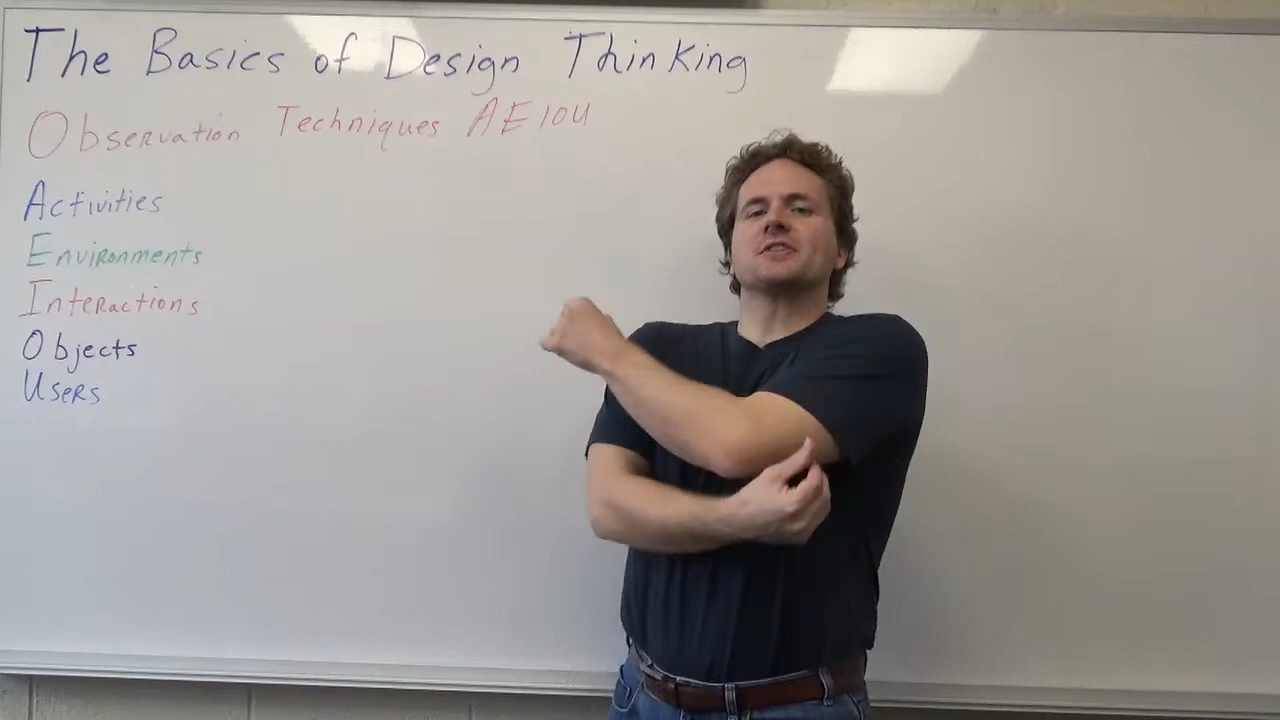 The Basics of Design Thinking
Observation Techniques AEIOU
Activities
Environments
Interactions
Objects
Users